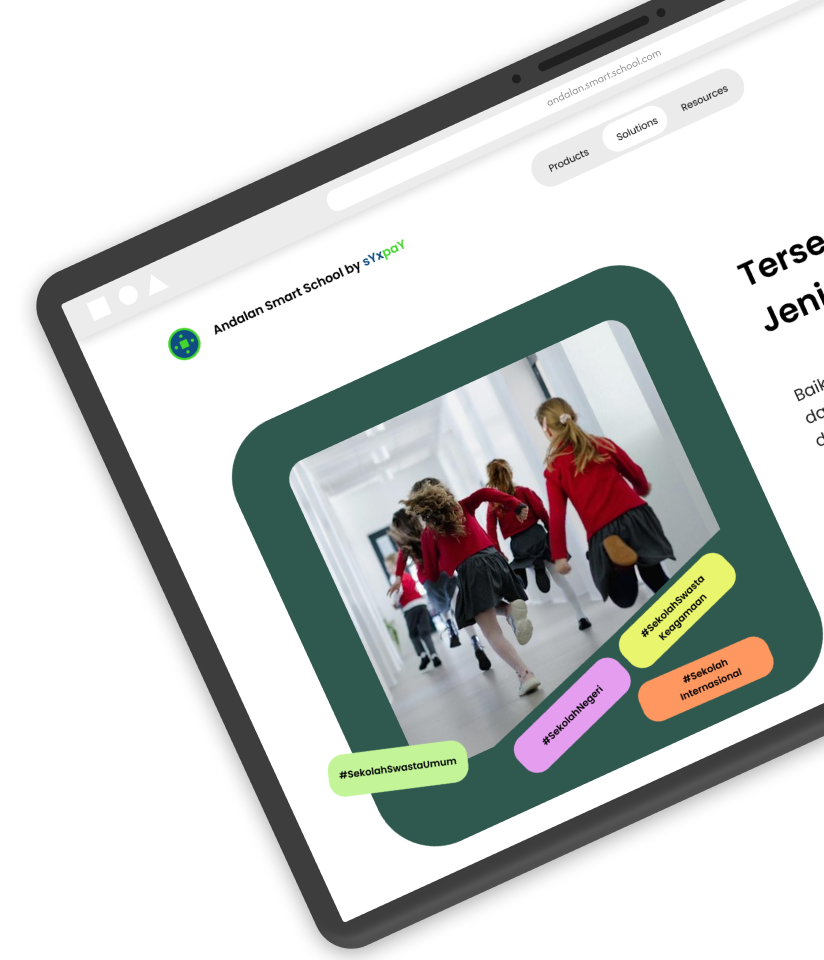 andalan.smart.school.com
Products
Solutions
Resources
Andalan Smart School by sYxpaY
Terse
Jeni
Baik
#SekolahSwasta
Keagamaan
#Sekolah
Internasional
#SekolahNegeri
#SekolahSwastaUmum